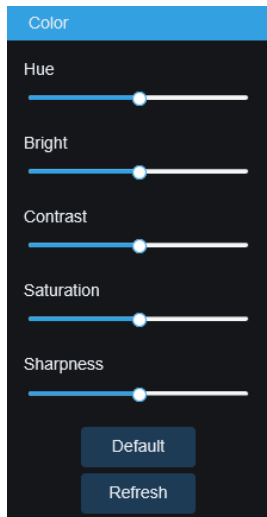 Color
Hue
Bright
Contrast
Saturation
Sharpness
Default
Refresh